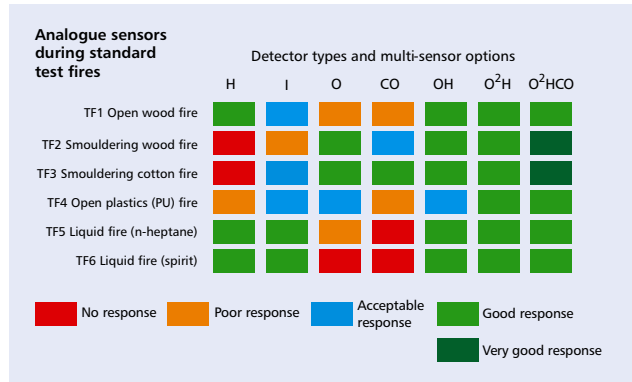 Analogue sensors
during standard
test fires
Detector types and multi-sensor options
H I O CO OH O²H O²HCO
TF1 Open wood fire
TF2 Smouldering wood fire
TF3 Smouldering cotton fire
TF4 Open plastics (PU) fire
TF5 Liquid fire (n-heptane)
TF6 Liquid fire (spirit)
No response
Poor response
Acceptable
response
Good response
Very good response